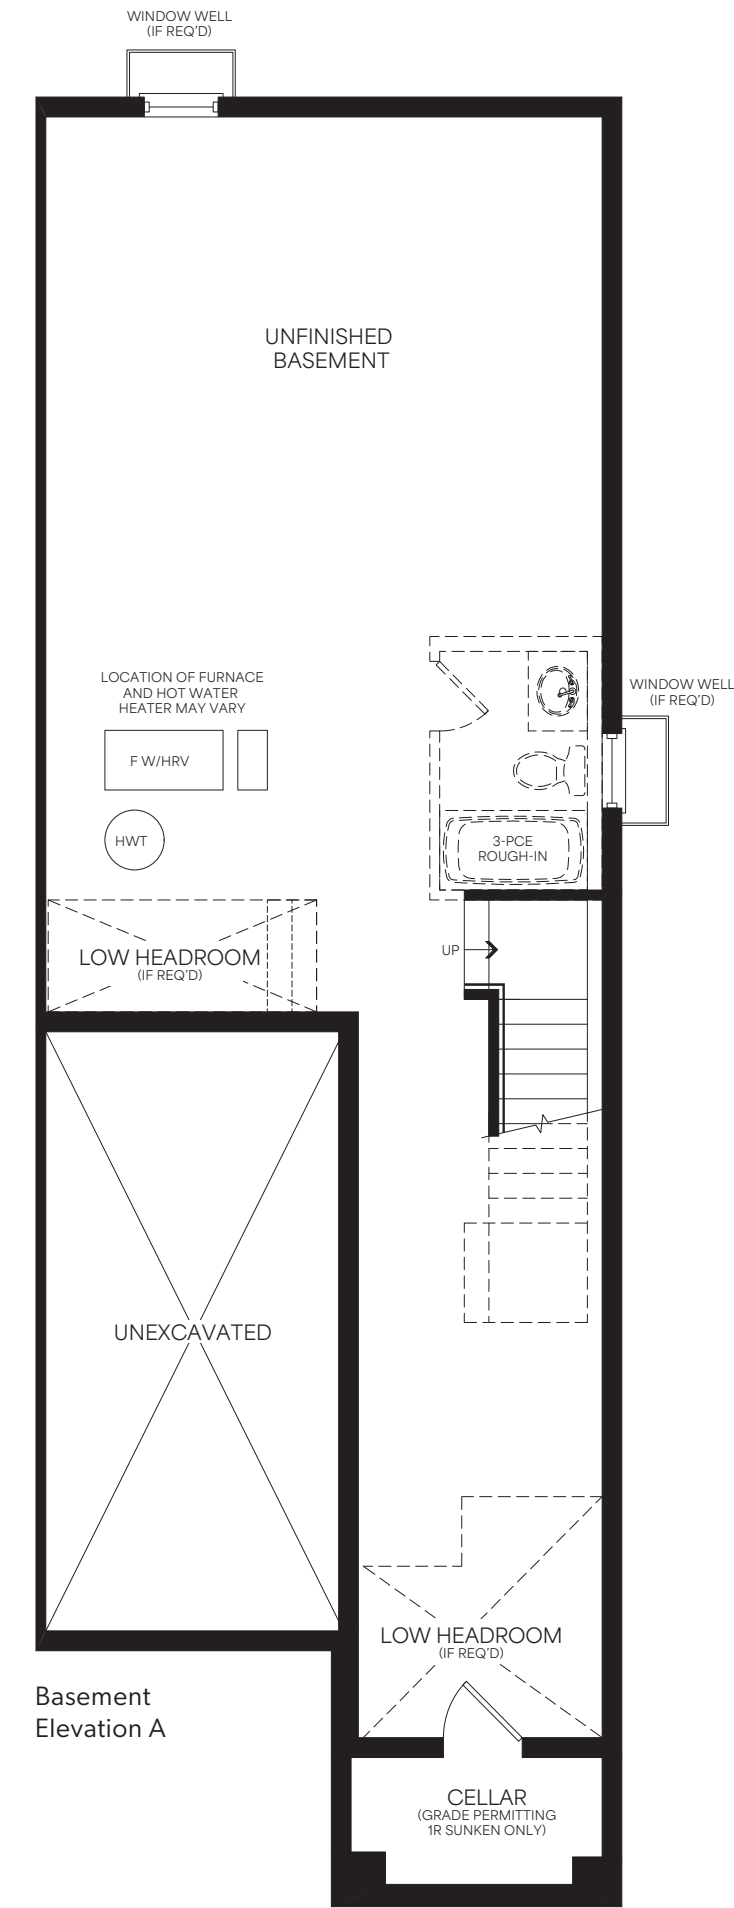 WINDOW WELL
(IF REQ'D)
UNFINISHED
BASEMENT
LOCATION OF FURNACE
AND HOT WATER
HEATER MAY VARY
WINDOW WELL
(IF REQ'D)
F W/HRV
HWT
3-PCE
ROUGH-IN
UP
LOW HEADROOM
(IF REQ'D)
UNEXCAVATED
LOW HEADROOM
(IF REQ'D)
Basement
Elevation A
CELLAR
(GRADE PERMITTING
1R SUNKEN ONLY)